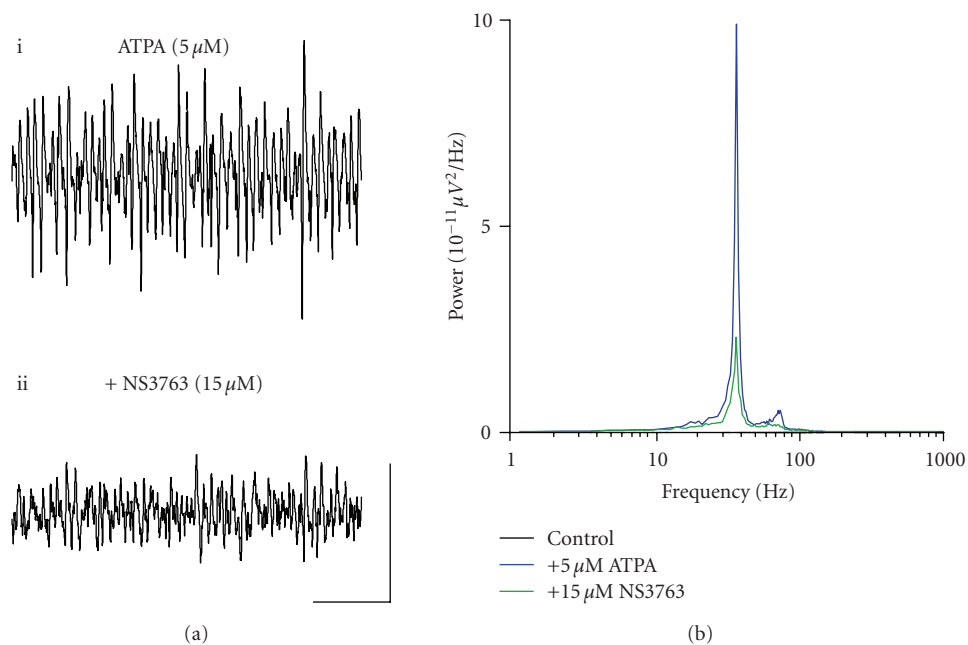 i
ATPA (5 µM)
ii
+ NS3763 (15 µM)
(a)
10
5
0
Power (10⁻¹¹ µV²/Hz)
1
10
100
1000
Frequency (Hz)
Control
+5 µM ATPA
+15 µM NS3763
(b)